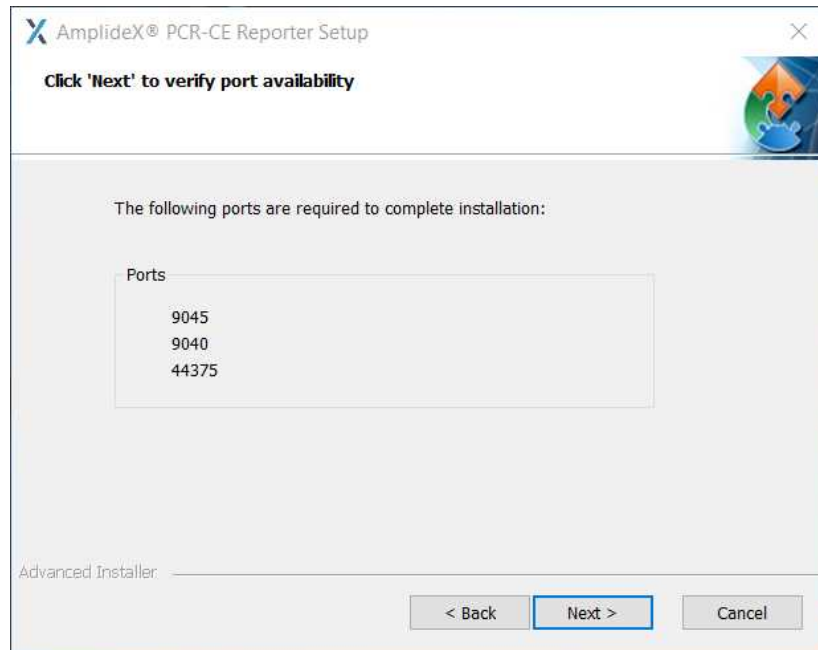 AmplideX® PCR-CE Reporter Setup
Click 'Next' to verify port availability
The following ports are required to complete installation:
Ports
9045
9040
44375
Advanced Installer
< Back Next > Cancel